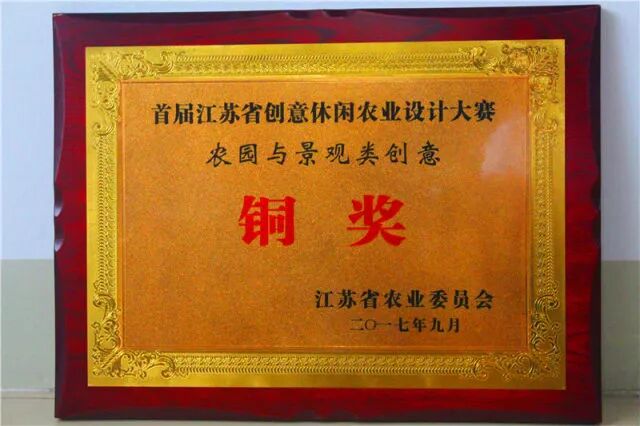 首届江苏省创意休闲农业设计大赛
农园与景观类创意
铜奖
江苏省农业委员会
二〇一七年九月